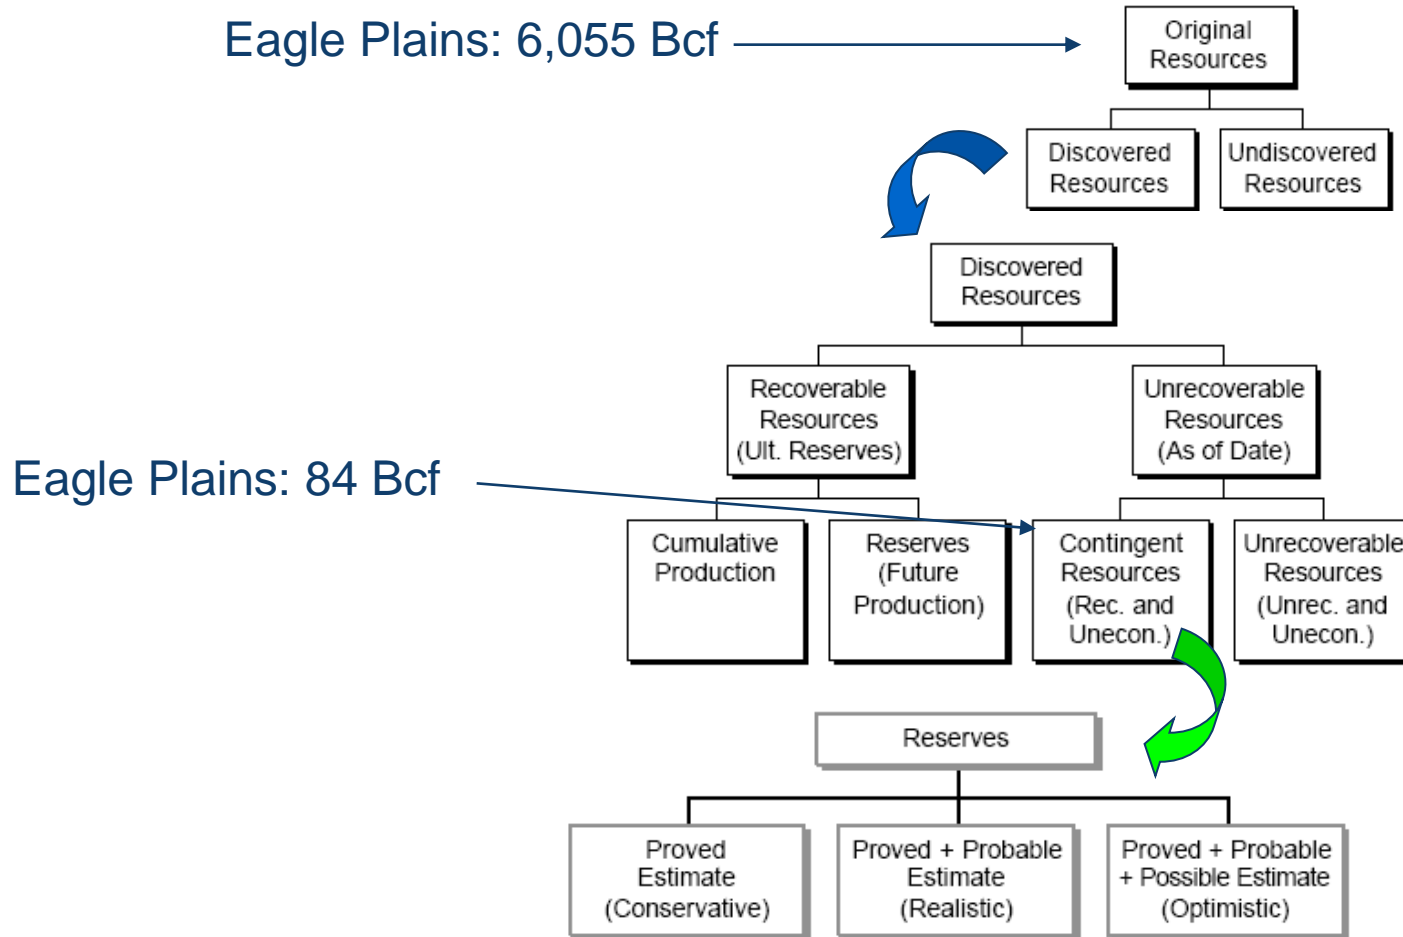 Eagle Plains: 6,055 Bcf
Original
Resources
Discovered
Resources
Undiscovered
Resources
Discovered
Resources
Recoverable
Resources
(Ult. Reserves)
Unrecoverable
Resources
(As of Date)
Eagle Plains: 84 Bcf
Cumulative
Production
Reserves
(Future
Production)
Contingent
Resources
(Rec. and
Unecon.)
Unrecoverable
Resources
(Unrec. and
Unecon.)
Reserves
Proved
Estimate
(Conservative)
Proved + Probable
Estimate
(Realistic)
Proved + Probable
+ Possible Estimate
(Optimistic)